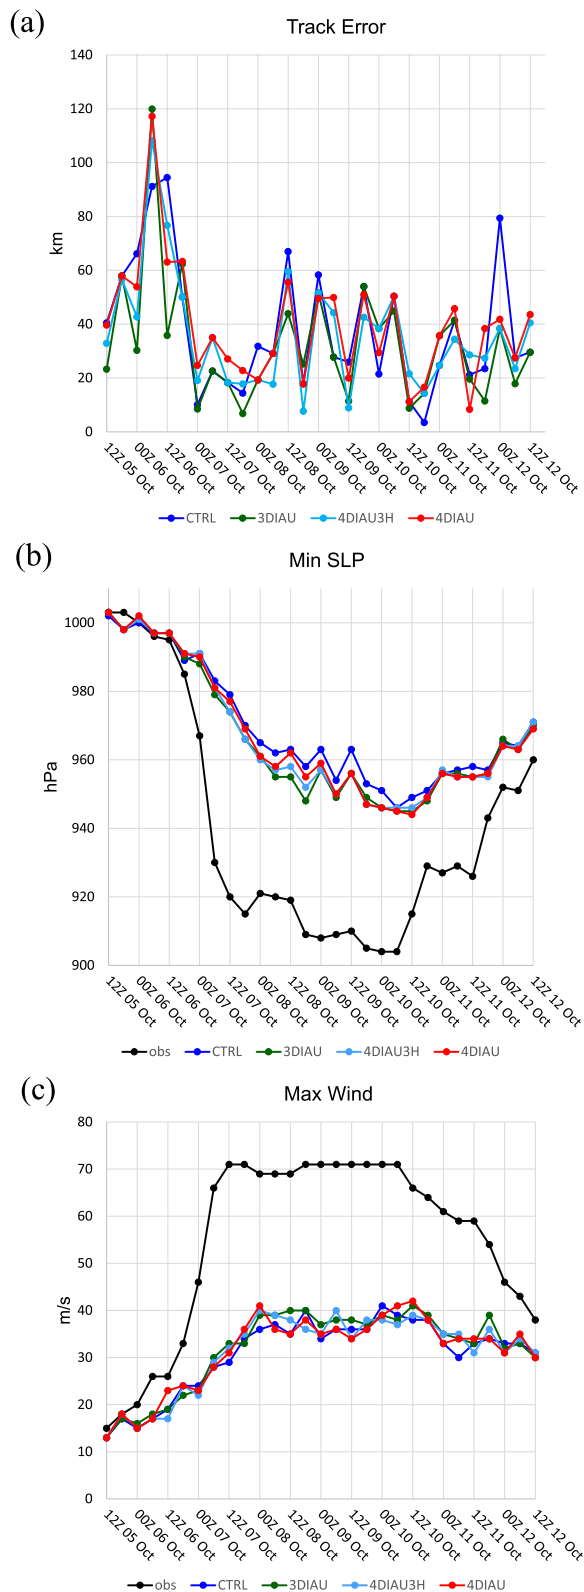 (a)
Track Error
140
120
100
80
60
40
20
0
km
12Z 05 Oct
00Z 06 Oct
12Z 06 Oct
00Z 07 Oct
12Z 07 Oct
00Z 08 Oct
12Z 08 Oct
00Z 09 Oct
12Z 09 Oct
00Z 10 Oct
12Z 10 Oct
00Z 11 Oct
12Z 11 Oct
00Z 12 Oct
12Z 12 Oct
CTRL 3DIAU 4DIAU3H 4DIAU
(b)
Min SLP
1000
980
960
940
920
900
hPa
12Z 05 Oct
00Z 06 Oct
12Z 06 Oct
00Z 07 Oct
12Z 07 Oct
00Z 08 Oct
12Z 08 Oct
00Z 09 Oct
12Z 09 Oct
00Z 10 Oct
12Z 10 Oct
00Z 11 Oct
12Z 11 Oct
00Z 12 Oct
12Z 12 Oct
obs CTRL 3DIAU 4DIAU3H 4DIAU
(c)
Max Wind
80
70
60
50
40
30
20
10
0
m/s
12Z 05 Oct
00Z 06 Oct
12Z 06 Oct
00Z 07 Oct
12Z 07 Oct
00Z 08 Oct
12Z 08 Oct
00Z 09 Oct
12Z 09 Oct
00Z 10 Oct
12Z 10 Oct
00Z 11 Oct
12Z 11 Oct
00Z 12 Oct
12Z 12 Oct
obs CTRL 3DIAU 4DIAU3H 4DIAU